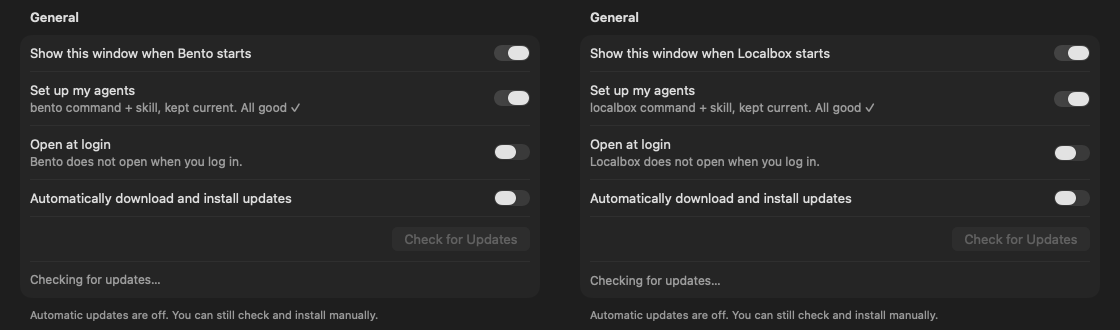 General
Show this window when Bento starts
Set up my agents
bento command + skill, kept current. All good ✓
Open at login
Bento does not open when you log in.
Automatically download and install updates
Check for Updates
Checking for updates...
Automatic updates are off. You can still check and install manually.
General
Show this window when Localbox starts
Set up my agents
localbox command + skill, kept current. All good ✓
Open at login
Localbox does not open when you log in.
Automatically download and install updates
Check for Updates
Checking for updates...
Automatic updates are off. You can still check and install manually.